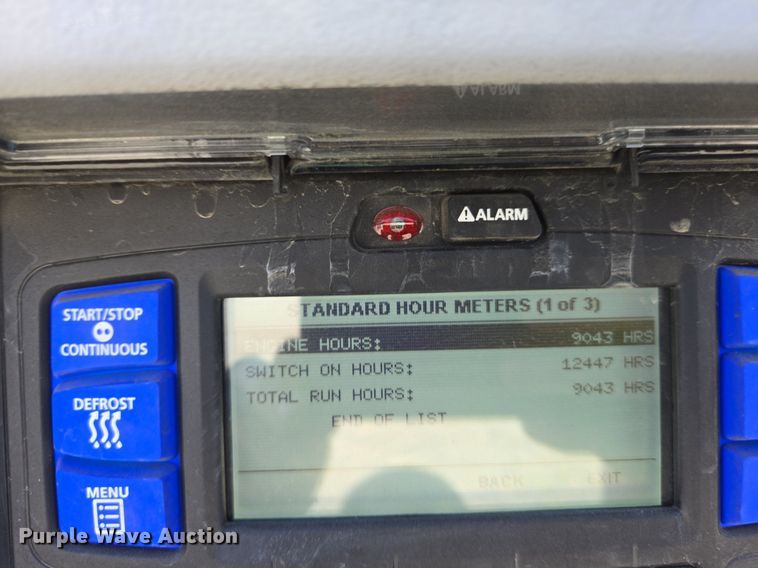 ALARM
ALARM
START/STOP
CONTINUOUS
DEFROST
MENU
STANDARD HOUR METERS (1 of 3)
ENGINE HOURS: 9043 HRS
SWITCH ON HOURS: 12447 HRS
TOTAL RUN HOURS: 9043 HRS
END OF LIST
BACK EXIT
Purple Wave Auction